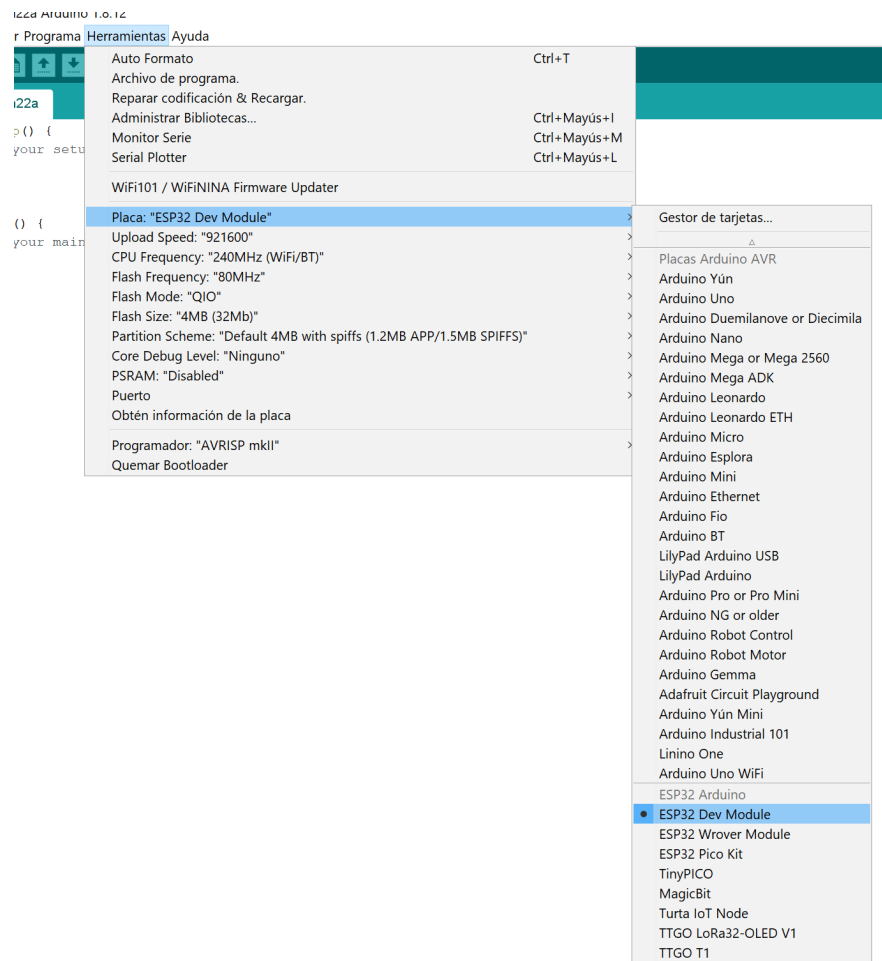 Arduino 1.8.12
r Programa Herramientas Ayuda
Auto Formato Ctrl+T
Archivo de programa.
Reparar codificación & Recargar.
Administrar Bibliotecas... Ctrl+Mayús+I
Monitor Serie Ctrl+Mayús+M
Serial Plotter Ctrl+Mayús+L
WiFi101 / WiFiNINA Firmware Updater
Placa: "ESP32 Dev Module"
Upload Speed: "921600"
CPU Frequency: "240MHz (WiFi/BT)"
Flash Frequency: "80MHz"
Flash Mode: "QIO"
Flash Size: "4MB (32Mb)"
Partition Scheme: "Default 4MB with spiffs (1.2MB APP/1.5MB SPIFFS)"
Core Debug Level: "Ninguno"
PSRAM: "Disabled"
Puerto
Obtén información de la placa
Programador: "AVRISP mkII"
Quemar Bootloader
22a
() {
your setu
() {
your main
Gestor de tarjetas...
Placas Arduino AVR
Arduino Yún
Arduino Uno
Arduino Duemilanove or Diecimila
Arduino Nano
Arduino Mega or Mega 2560
Arduino Mega ADK
Arduino Leonardo
Arduino Leonardo ETH
Arduino Micro
Arduino Esplora
Arduino Mini
Arduino Ethernet
Arduino Fio
Arduino BT
LilyPad Arduino USB
LilyPad Arduino
Arduino Pro or Pro Mini
Arduino NG or older
Arduino Robot Control
Arduino Robot Motor
Arduino Gemma
Adafruit Circuit Playground
Arduino Yún Mini
Arduino Industrial 101
Linino One
Arduino Uno WiFi
ESP32 Arduino
ESP32 Dev Module
ESP32 Wrover Module
ESP32 Pico Kit
TinyPICO
MagicBit
Turta IoT Node
TTGO LoRa32-OLED V1
TTGO T1